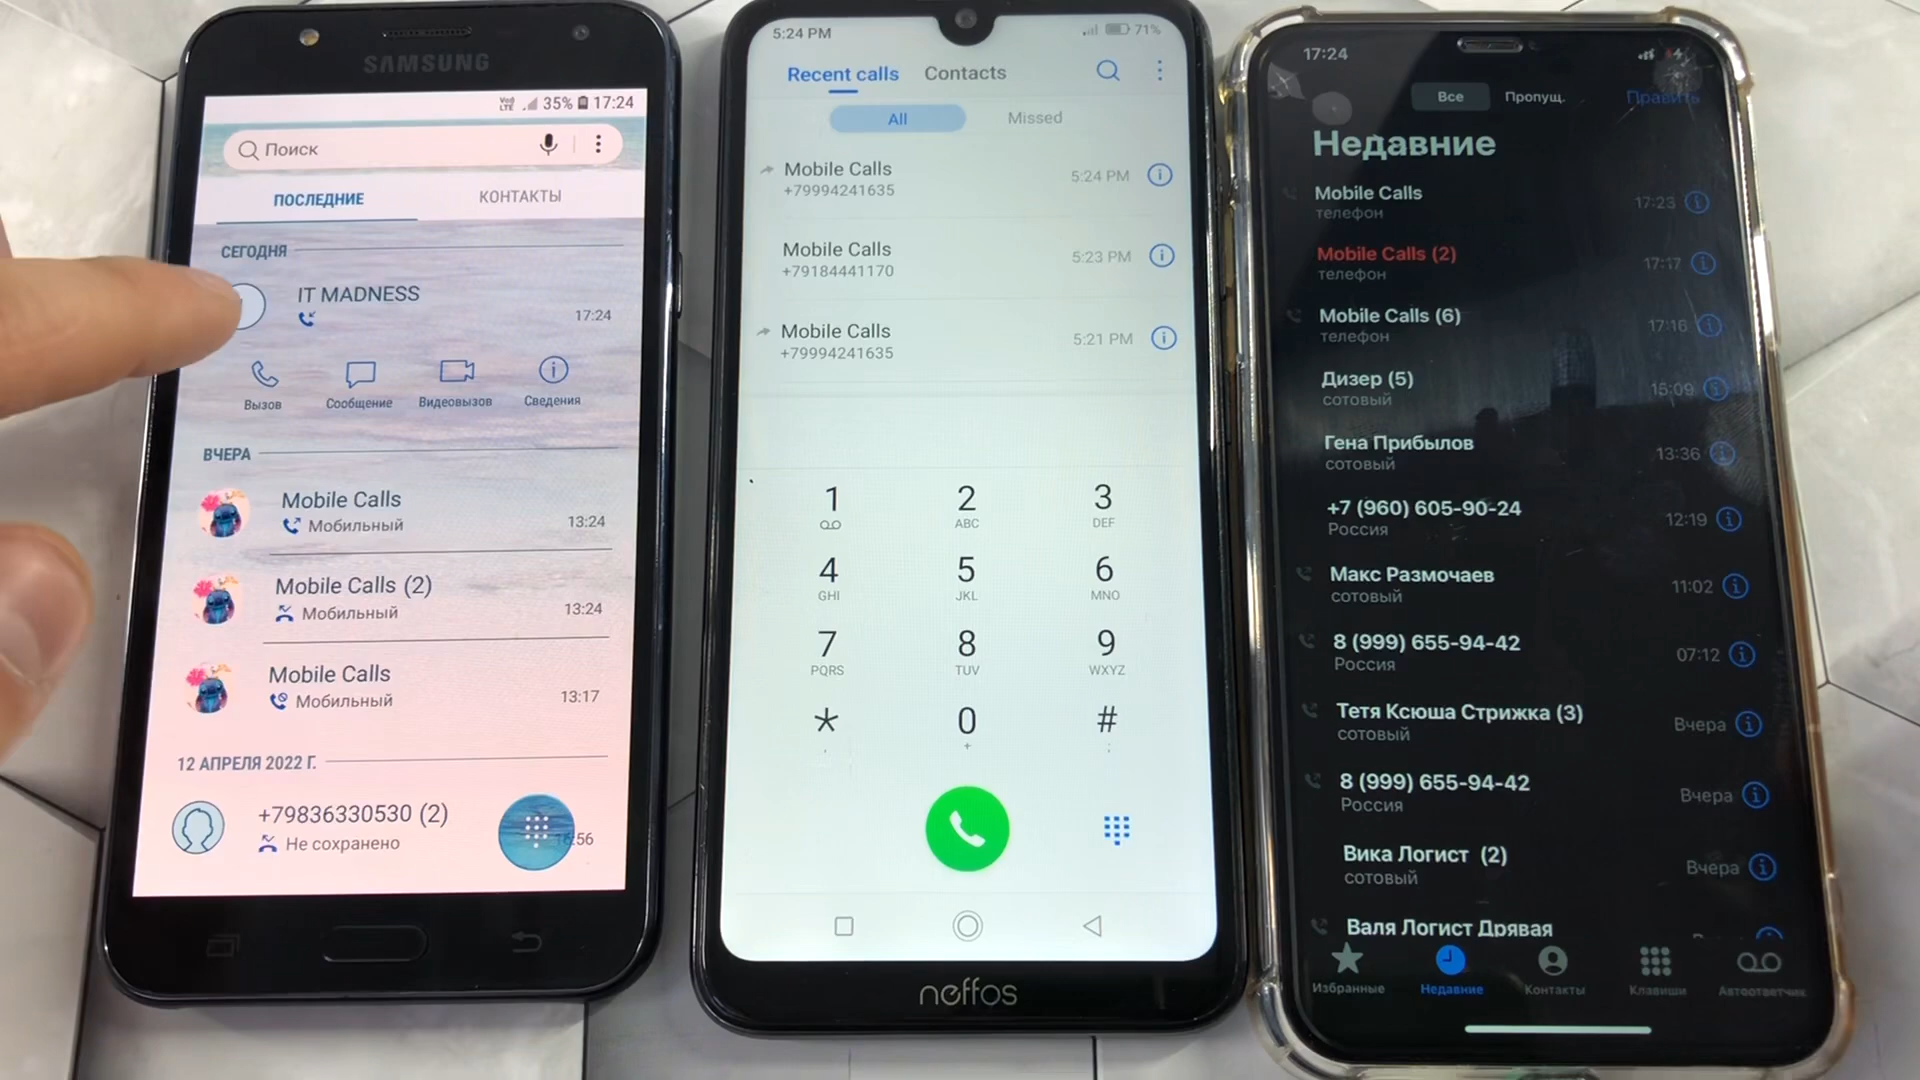 SAMSUNG
VoD LTE 35% 17:24
Поиск
ПОСЛЕДНИЕ КОНТАКТЫ
СЕГОДНЯ
IT MADNESS
17:24
Вызов Сообщение Видеовызов Сведения
ВЧЕРА
Mobile Calls
Мобильный 13:24
Mobile Calls (2)
Мобильный 13:24
Mobile Calls
Мобильный 13:17
12 АПРЕЛЯ 2022 Г.
+79836330530 (2)
Не сохранено :56
5:24 PM 71%
Recent calls Contacts
All Missed
Mobile Calls
+79994241635 5:24 PM
Mobile Calls
+79184441170 5:23 PM
Mobile Calls
+79994241635 5:21 PM
1 2 3
ABC DEF
4 5 6
GHI JKL MNO
7 8 9
PQRS TUV WXYZ
* 0 #
, + ;
neffos
17:24
Все Пропущ. Править
Недавние
Mobile Calls
телефон 17:23
Mobile Calls (2)
телефон 17:17
Mobile Calls (6)
телефон 17:16
Дизер (5)
сотовый 15:09
Гена Прибылов
сотовый 13:36
+7 (960) 605-90-24
Россия 12:19
Макс Размочаев
сотовый 11:02
8 (999) 655-94-42
Россия 07:12
Тетя Ксюша Стрижка (3)
сотовый Вчера
8 (999) 655-94-42
Россия Вчера
Вика Логист (2)
сотовый Вчера
Валя Логист Дрявая
Избранные Недавние Контакты Клавиши Автоответчик